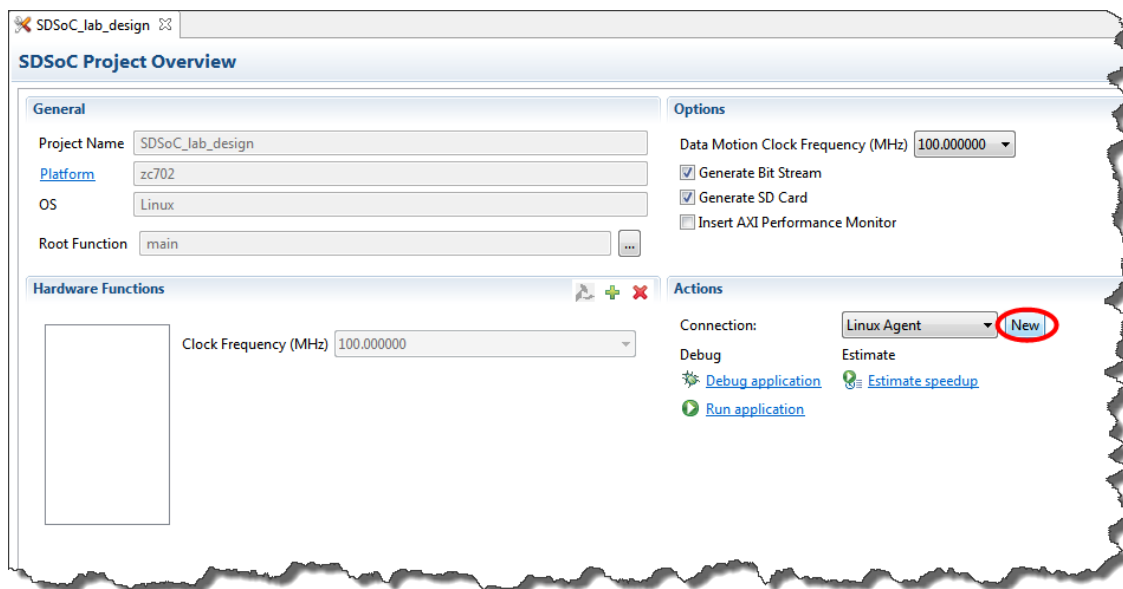 SDSoC_lab_design
SDSoC Project Overview
General
Project Name SDSoC_lab_design
Platform zc702
OS Linux
Root Function main ...
Options
Data Motion Clock Frequency (MHz) 100.000000
Generate Bit Stream
Generate SD Card
Insert AXI Performance Monitor
Hardware Functions
Clock Frequency (MHz) 100.000000
Actions
Connection: Linux Agent New
Debug Estimate
Debug application Estimate speedup
Run application